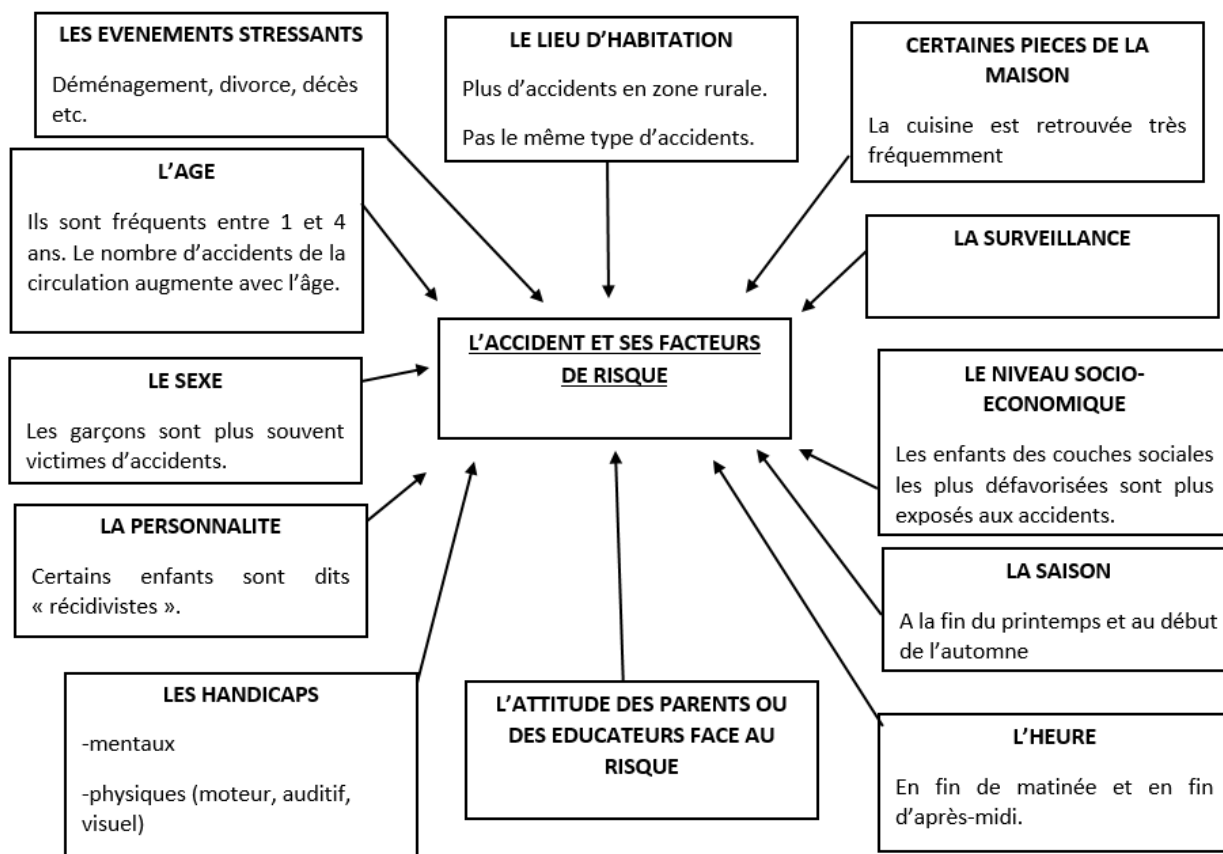 LES EVENEMENTS STRESSANTS
Déménagement, divorce, décès
etc.
LE LIEU D’HABITATION
Plus d’accidents en zone rurale.
Pas le même type d’accidents.
CERTAINES PIECES DE LA
MAISON
La cuisine est retrouvée très
fréquemment
L’AGE
Ils sont fréquents entre 1 et 4
ans. Le nombre d’accidents de la
circulation augmente avec l’âge.
LA SURVEILLANCE
L’ACCIDENT ET SES FACTEURS
DE RISQUE
LE SEXE
Les garçons sont plus souvent
victimes d’accidents.
LE NIVEAU SOCIO-
ECONOMIQUE
Les enfants des couches sociales
les plus défavorisées sont plus
exposés aux accidents.
LA PERSONNALITE
Certains enfants sont dits
« récidivistes ».
LA SAISON
A la fin du printemps et au début
de l’automne
LES HANDICAPS
-mentaux
-physiques (moteur, auditif,
visuel)
L’ATTITUDE DES PARENTS OU
DES EDUCATEURS FACE AU
RISQUE
L’HEURE
En fin de matinée et en fin
d’après-midi.